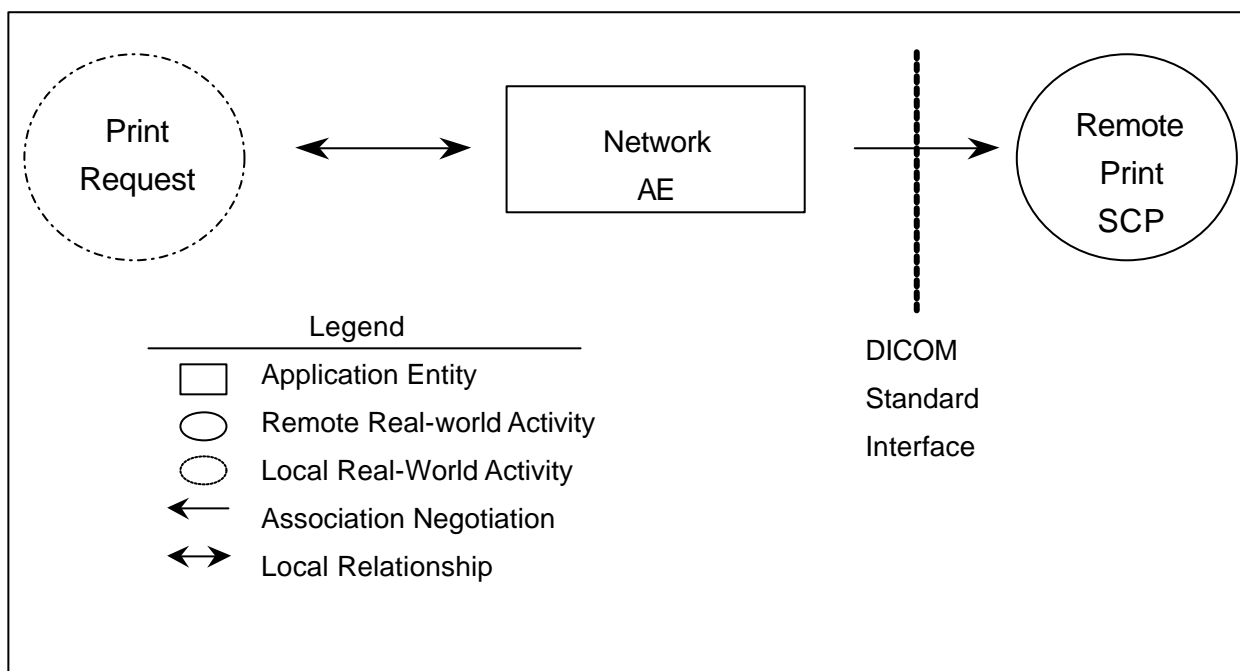 Print
Request
Network
AE
Remote
Print
SCP
DICOM
Standard
Interface
Legend
Application Entity
Remote Real-world Activity
Local Real-World Activity
Association Negotiation
Local Relationship